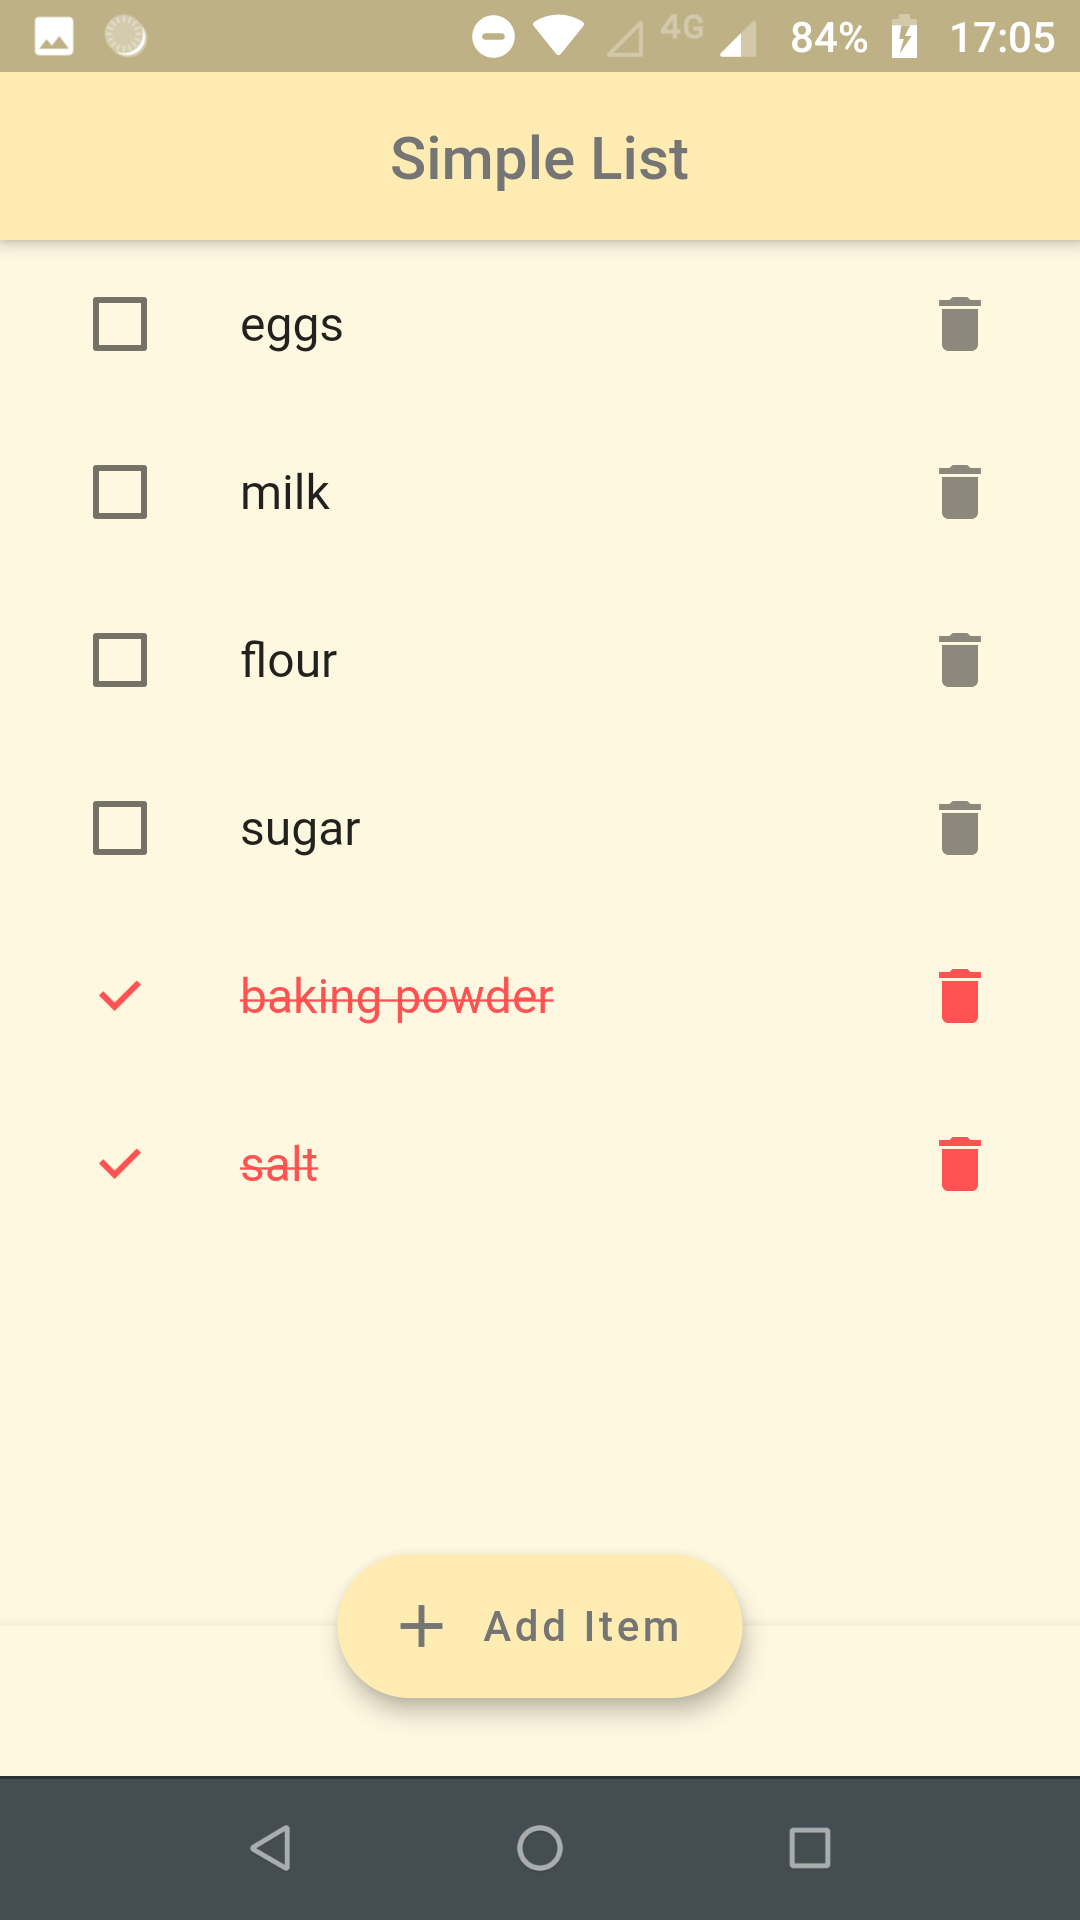 4G 84% 17:05
Simple List
eggs
milk
flour
sugar
baking powder
salt
Add Item